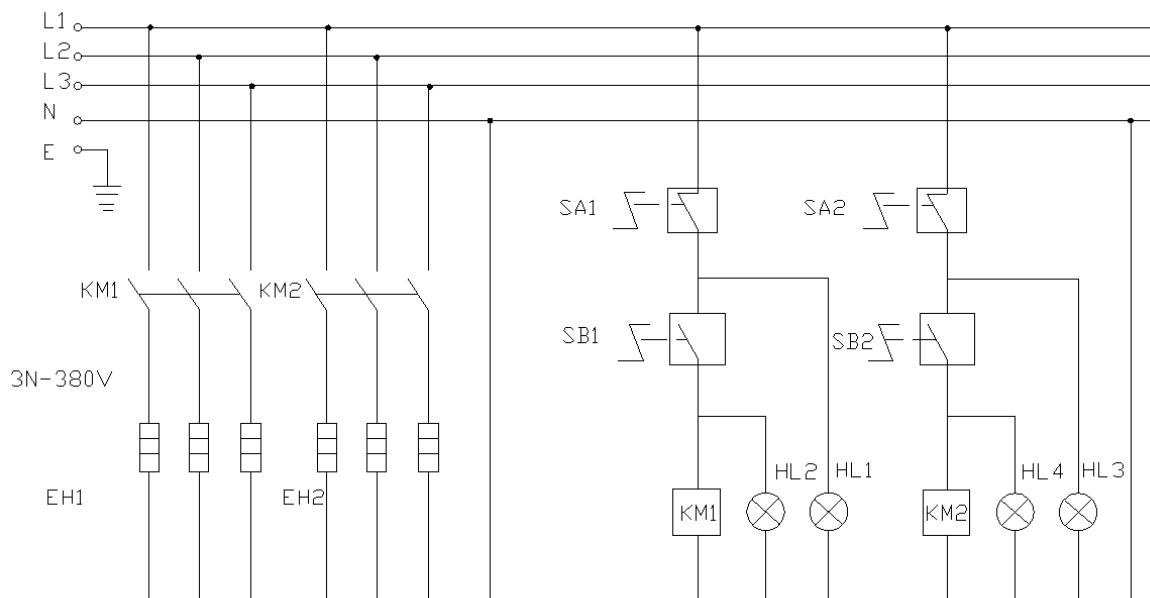 L1
L2
L3
N
E
SA1
SA2
KM1
KM2
SB1
SB2
3N-380V
HL2
HL1
HL4
HL3
EH1
EH2
KM1
KM2